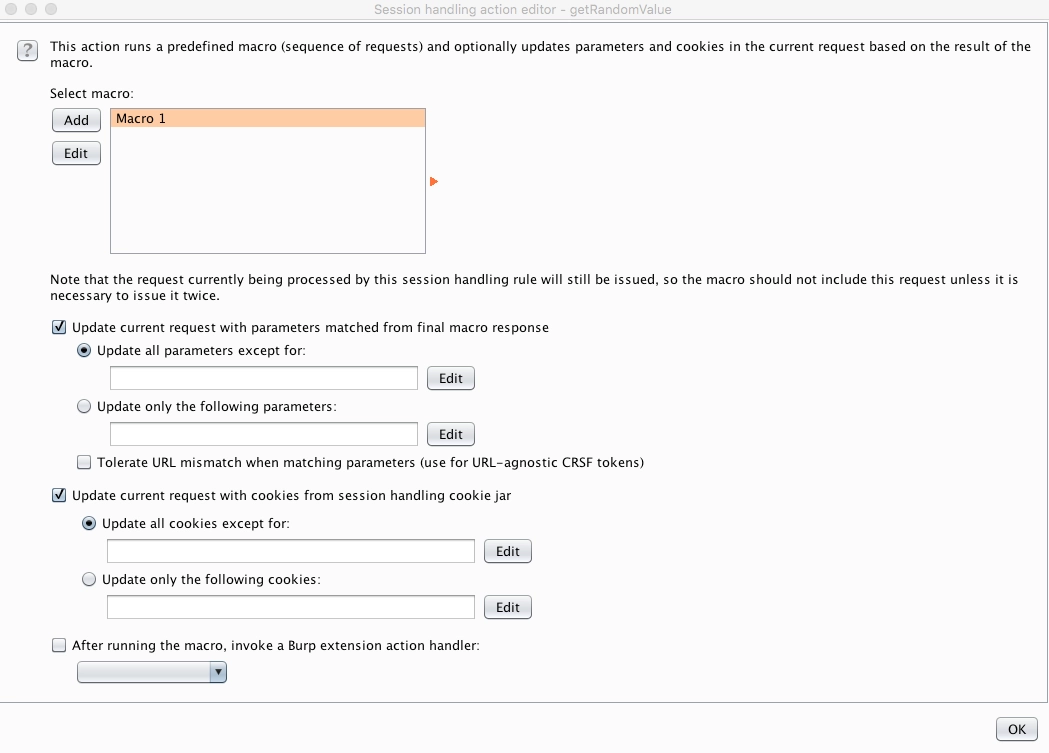 Session handling action editor - getRandomValue
?
This action runs a predefined macro (sequence of requests) and optionally updates parameters and cookies in the current request based on the result of the
macro.
Select macro:
Add
Macro 1
Edit
Note that the request currently being processed by this session handling rule will still be issued, so the macro should not include this request unless it is
necessary to issue it twice.
Update current request with parameters matched from final macro response
Update all parameters except for:
Edit
Update only the following parameters:
Edit
Tolerate URL mismatch when matching parameters (use for URL-agnostic CRSF tokens)
Update current request with cookies from session handling cookie jar
Update all cookies except for:
Edit
Update only the following cookies:
Edit
After running the macro, invoke a Burp extension action handler:
OK